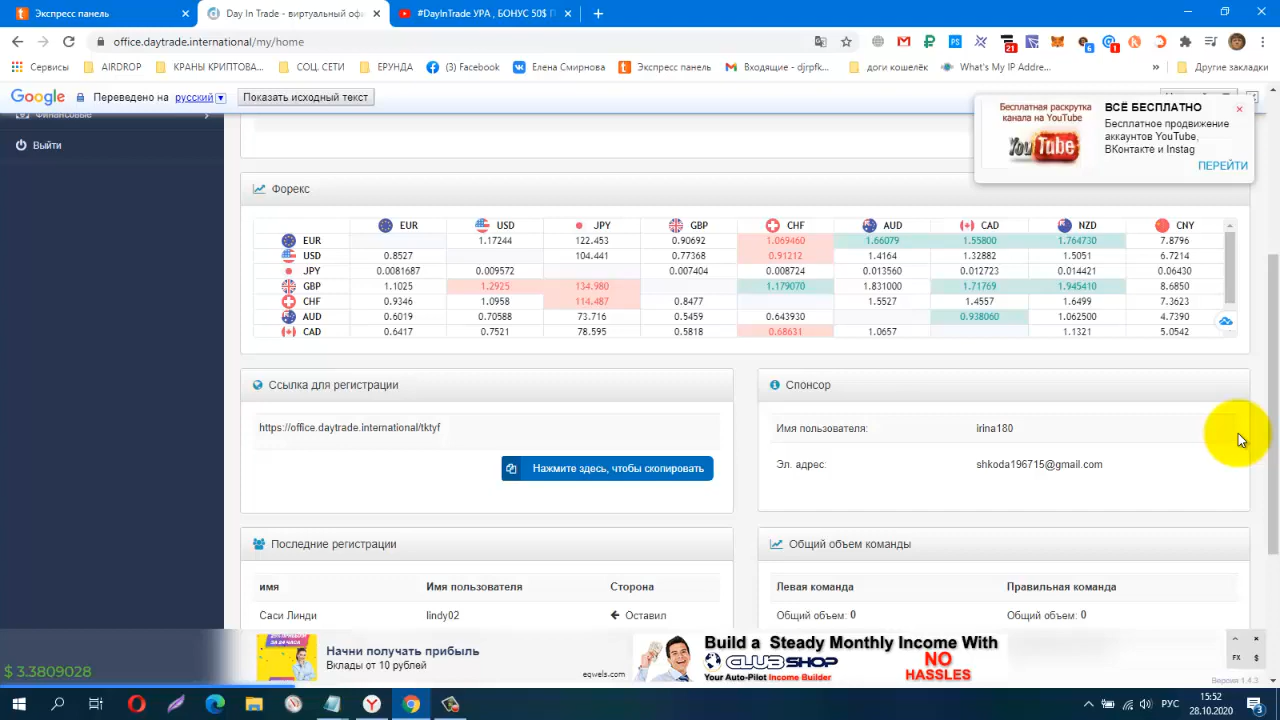 Экспресс панель
Day In Trade - виртуальный офи
#DayInTrade УРА , БОНУС 50$ П
office.daytrade.international/my/home
Сервисы
AIRDROP
КРАНЫ КРИПТОВА...
СОЦ. СЕТИ
ЕРУНДА
(3) Facebook
Елена Смирнова
Экспресс панель
Входящие - djrpfk...
доги кошелёк
What's My IP Addre...
Другие закладки
Google
Переведено на
русский
Показать исходный текст
Бесплатная раскрутка
канала на YouTube
YouTube
ВСЁ БЕСПЛАТНО
Бесплатное продвижение
аккаунтов YouTube,
ВКонтакте и Instag
ПЕРЕЙТИ
Финансовые
Выйти
Форекс
EUR USD JPY GBP CHF AUD CAD NZD CNY
EUR 1.17244 122.453 0.90692 1.069460 1.66079 1.55800 1.764730 7.8796
USD 0.8527 104.441 0.77368 0.91212 1.4164 1.32882 1.5051 6.7214
JPY 0.0081687 0.009572 0.007404 0.008724 0.013560 0.012723 0.014421 0.06430
GBP 1.1025 1.2925 134.980 1.179070 1.831000 1.71769 1.945410 8.6850
CHF 0.9346 1.0958 114.487 0.8477 1.5527 1.4557 1.6499 7.3623
AUD 0.6019 0.70588 73.716 0.5459 0.643930 0.938060 1.062500 4.7390
CAD 0.6417 0.7521 78.595 0.5818 0.68631 1.0657 1.1321 5.0542
Ссылка для регистрации
https://office.daytrade.international/tktyf
Нажмите здесь, чтобы скопировать
Спонсор
Имя пользователя: irina180
Эл. адрес: shkoda196715@gmail.com
Последние регистрации
имя Имя пользователя Сторона
Саси Линди lindy02 Оставил
Общий объем команды
Левая команда Правильная команда
Общий объем: 0 Общий объем: 0
Начни получать прибыль
Вклады от 10 рублей
eqwels.com
Build a Steady Monthly Income With
CLUBSHOP
Your Auto-Pilot Income Builder
NO
HASSLES
FX $
Версия 1.4.3
$ 3.3809028
РУС
15:52
28.10.2020